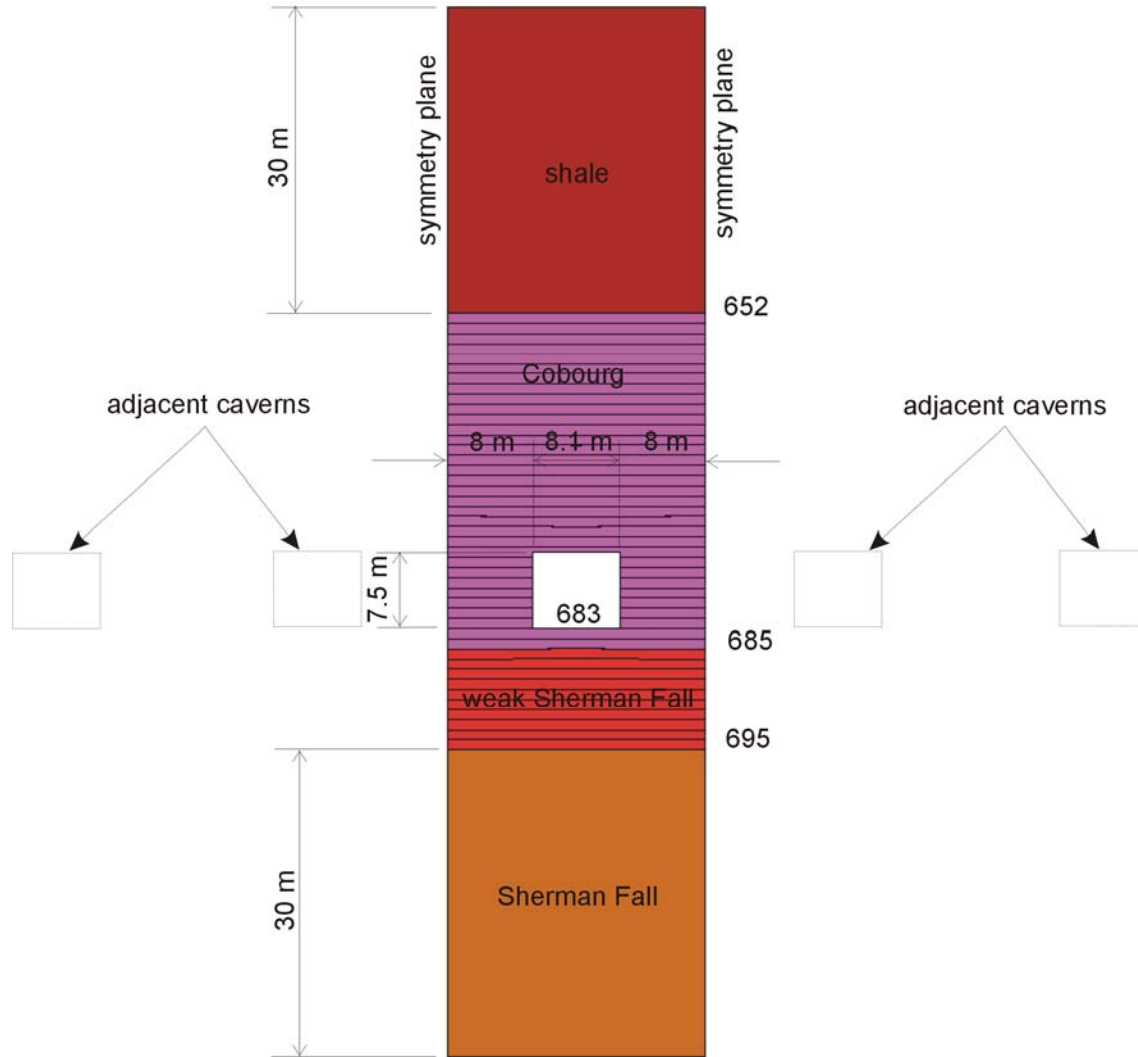 30 m
symmetry plane
symmetry plane
shale
652
Cobourg
adjacent caverns
adjacent caverns
8 m 8.1 m 8 m
7.5 m
683
685
weak Sherman Fall
695
30 m
Sherman Fall